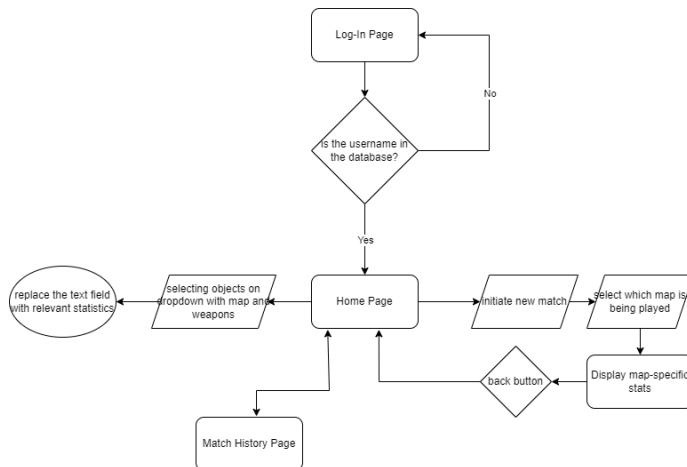 Log-In Page
No
Is the username in
the database?
Yes
replace the text field
with relevant statistics
selecting objects on
dropdown with map and
weapons
Home Page
initiate new match
select which map is
being played
back button
Display map-specific
stats
Match History Page